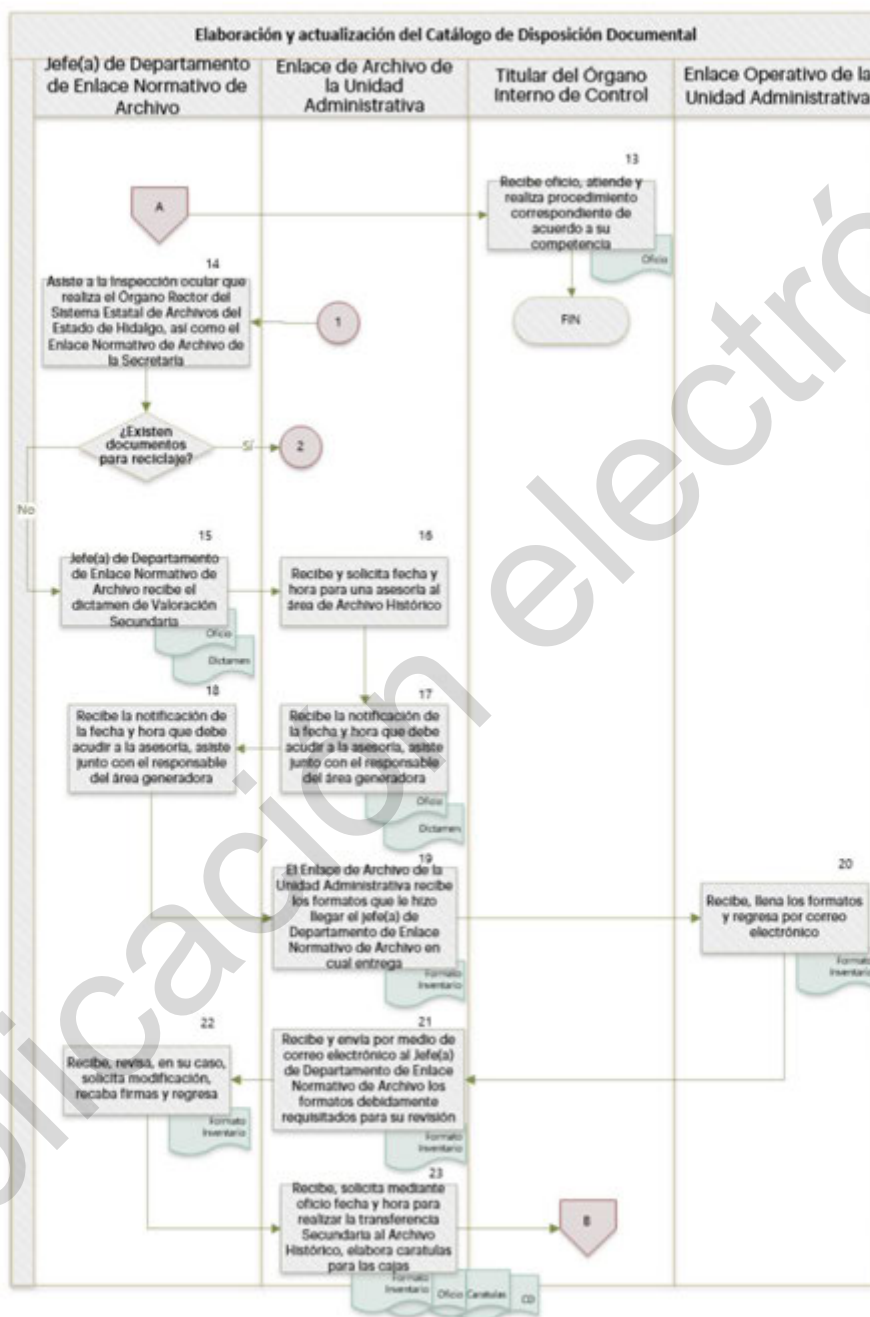 Elaboración y actualización del Catálogo de Disposición Documental
Jefe(a) de Departamento
de Enlace Normativo de
Archivo
Enlace de Archivo de
la Unidad
Administrativa
Titular del Órgano
Interno de Control
Enlace Operativo de la
Unidad Administrativa
A
13
Recibe oficio, atiende y
realiza procedimiento
correspondiente de
acuerdo a su
competencia
Oficio
FIN
14
Asiste a la Inspección ocular que
realiza el Órgano Rector del
Sistema Estatal de Archivos del
Estado de Hidalgo, así como el
Enlace Normativo de Archivo de
la Secretaría
1
¿Existen
documentos
para reciclaje?
Sí
2
No
15
Jefe(a) de Departamento
de Enlace Normativo de
Archivo recibe el
dictamen de Valoración
Secundaria
Oficio
Dictamen
16
Recibe y solicita fecha y
hora para una asesoría al
área de Archivo Histórico
17
Recibe la notificación de
la fecha y hora que debe
acudir a la asesoría, asiste
junto con el responsable
del área generadora
Oficio
Dictamen
18
Recibe la notificación de
la fecha y hora que debe
acudir a la asesoría, asiste
junto con el responsable
del área generadora
19
El Enlace de Archivo de la
Unidad Administrativa recibe
los formatos que le hizo
llegar el jefe(a) de
Departamento de Enlace
Normativo de Archivo en
cual entrega
Formato
Inventario
20
Recibe, llena los formatos
y regresa por correo
electrónico
Formato
Inventario
21
Recibe y envía por medio de
correo electrónico al Jefe(a)
de Departamento de Enlace
Normativo de Archivo los
formatos debidamente
requisitados para su revisión
Formato
Inventario
22
Recibe, revisa, en su caso,
solicita modificación,
recaba firmas y regresa
Formato
Inventario
23
Recibe, solicita mediante
oficio fecha y hora para
realizar la transferencia
Secundaria al Archivo
Histórico, elabora caratulas
para las cajas
Formato
Inventario
Oficio
Caratulas
CD
B
licación electró